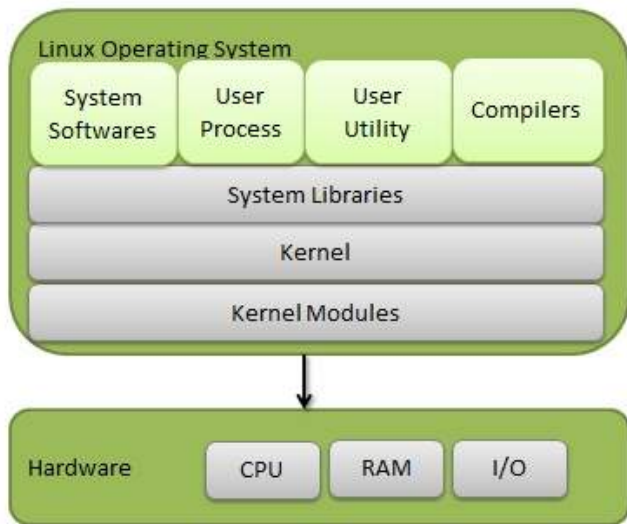 Linux Operating System
System
Softwares
User
Process
User
Utility
Compilers
System Libraries
Kernel
Kernel Modules
Hardware
CPU
RAM
I/O